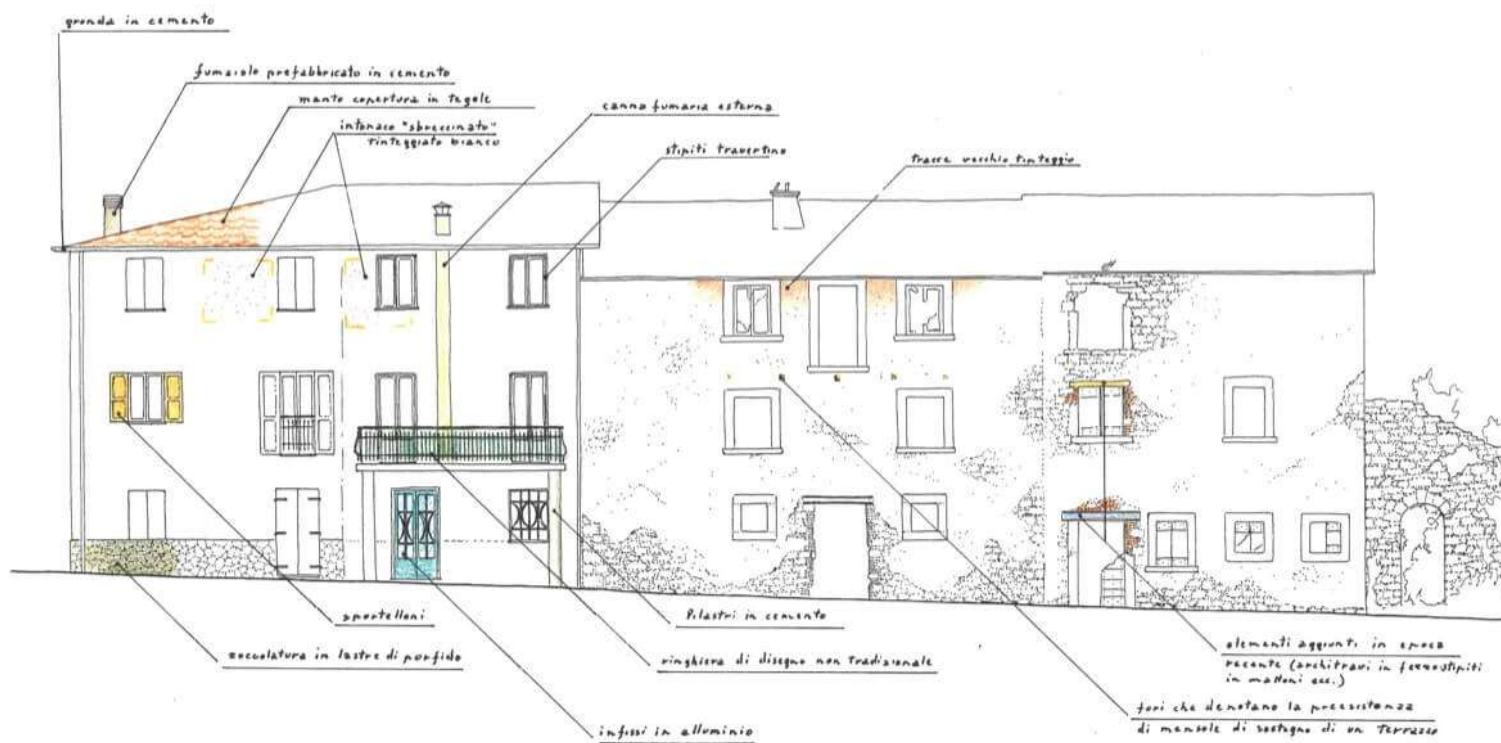 gronda in cemento
fumaiolo prefabbricato in cemento
manto copertura in tegole
intonaco "sbreccinato"
tinteggiato bianco
canna fumaria esterna
stipiti travertino
tracce vecchio tinteggio
sportelloni
zoccolatura in lastre di porfido
Pilastri in cemento
ringhiera di disegno non tradizionale
infissi in alluminio
elementi aggiunti in epoca
recente (architravi in ferro stipiti
in mattoni ecc.)
fori che denotano la preesistenza
di mensole di sostegno di un terrazzo